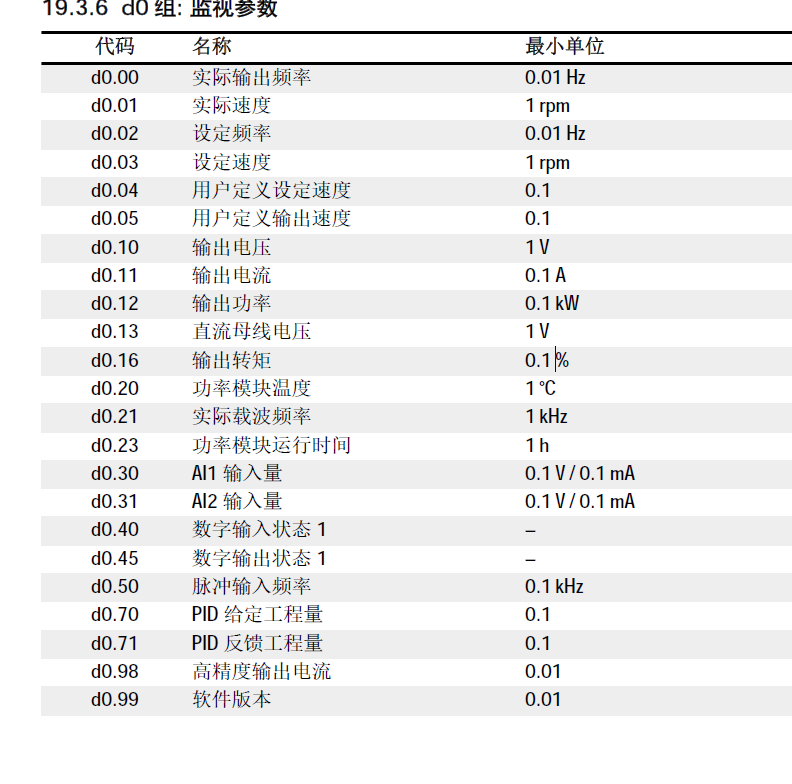 19.3.6 d0 组: 监视参数
代码 名称 最小单位
d0.00 实际输出频率 0.01 Hz
d0.01 实际速度 1 rpm
d0.02 设定频率 0.01 Hz
d0.03 设定速度 1 rpm
d0.04 用户定义设定速度 0.1
d0.05 用户定义输出速度 0.1
d0.10 输出电压 1 V
d0.11 输出电流 0.1 A
d0.12 输出功率 0.1 kW
d0.13 直流母线电压 1 V
d0.16 输出转矩 0.1 %
d0.20 功率模块温度 1 °C
d0.21 实际载波频率 1 kHz
d0.23 功率模块运行时间 1 h
d0.30 AI1 输入量 0.1 V / 0.1 mA
d0.31 AI2 输入量 0.1 V / 0.1 mA
d0.40 数字输入状态 1 –
d0.45 数字输出状态 1 –
d0.50 脉冲输入频率 0.1 kHz
d0.70 PID 给定工程量 0.1
d0.71 PID 反馈工程量 0.1
d0.98 高精度输出电流 0.01
d0.99 软件版本 0.01